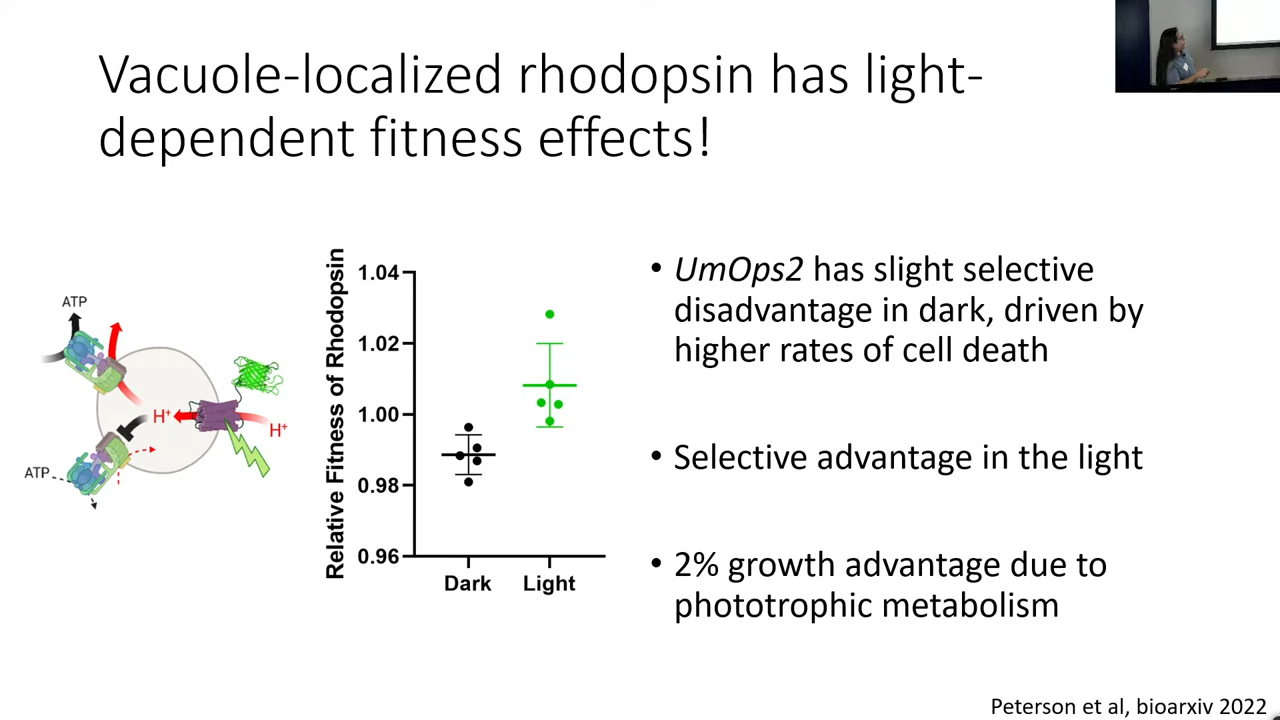 Vacuole-localized rhodopsin has light-
dependent fitness effects!
ATP
H⁺
H⁺
ATP
Relative Fitness of Rhodopsin
1.04
1.02
1.00
0.98
0.96
Dark
Light
• UmOps2 has slight selective
disadvantage in dark, driven by
higher rates of cell death
• Selective advantage in the light
• 2% growth advantage due to
phototrophic metabolism
Peterson et al, bioarxiv 2022